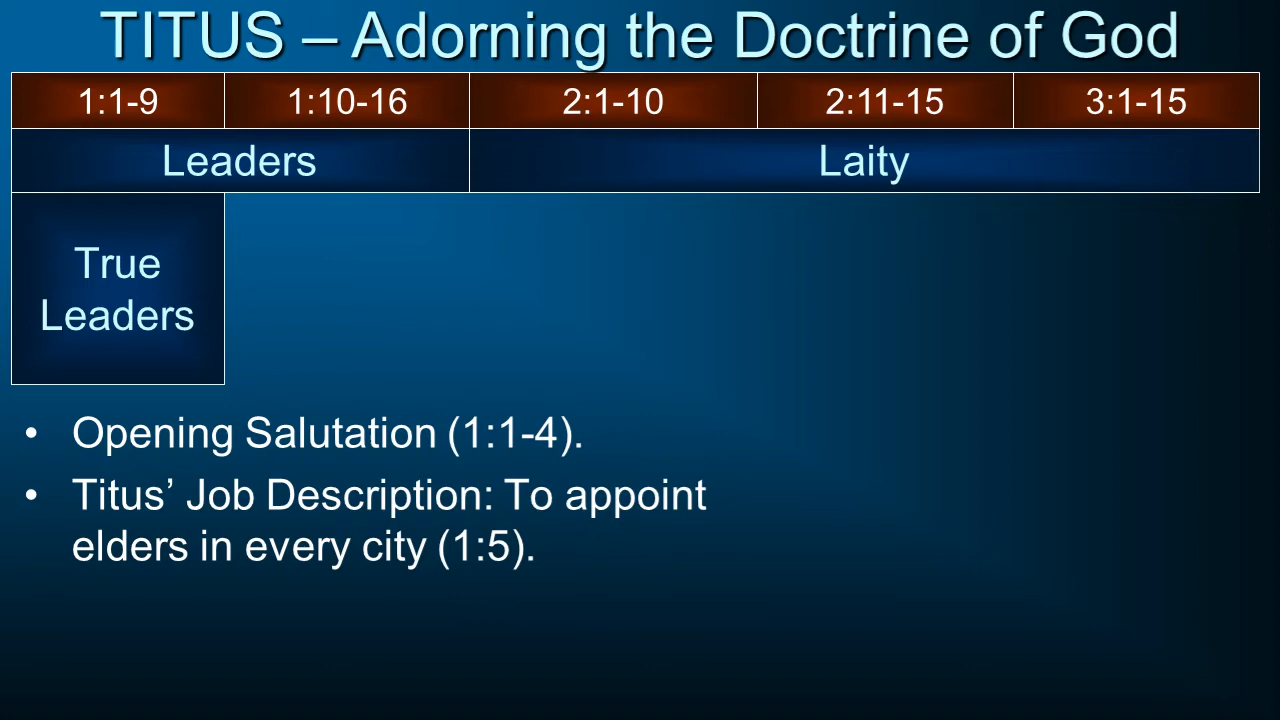 TITUS – Adorning the Doctrine of God
1:1-9 1:10-16 2:1-10 2:11-15 3:1-15
Leaders Laity
True
Leaders
• Opening Salutation (1:1-4).
• Titus’ Job Description: To appoint
elders in every city (1:5).